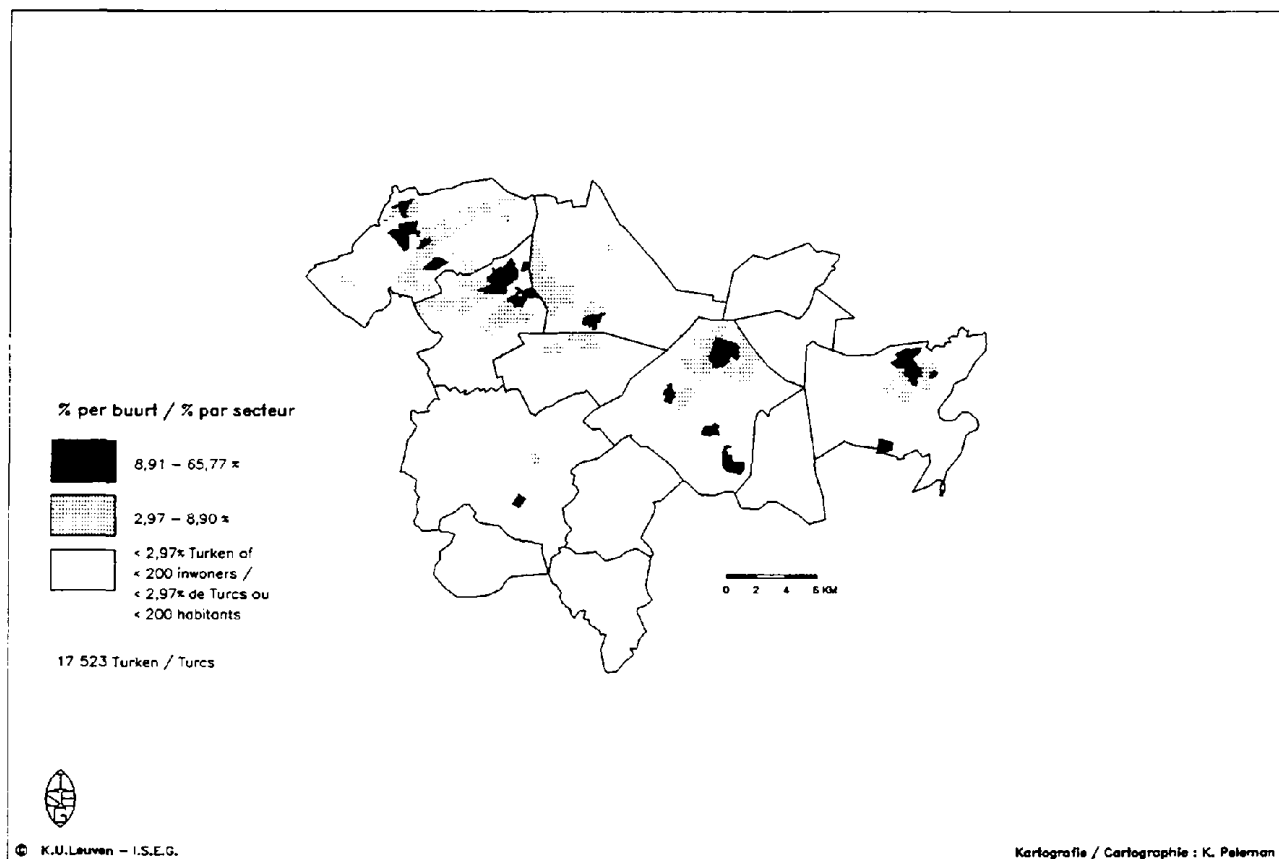 % per buurt / % par secteur
8,91 – 65,77 %
2,97 – 8,90 %
< 2,97% Turken of
< 200 inwoners /
< 2,97% de Turcs ou
< 200 habitants
17 523 Turken / Turcs
0 2 4 6 KM
I
S E
G
© K.U.Leuven – I.S.E.G.
Kartografie / Cartographie : K. Peleman